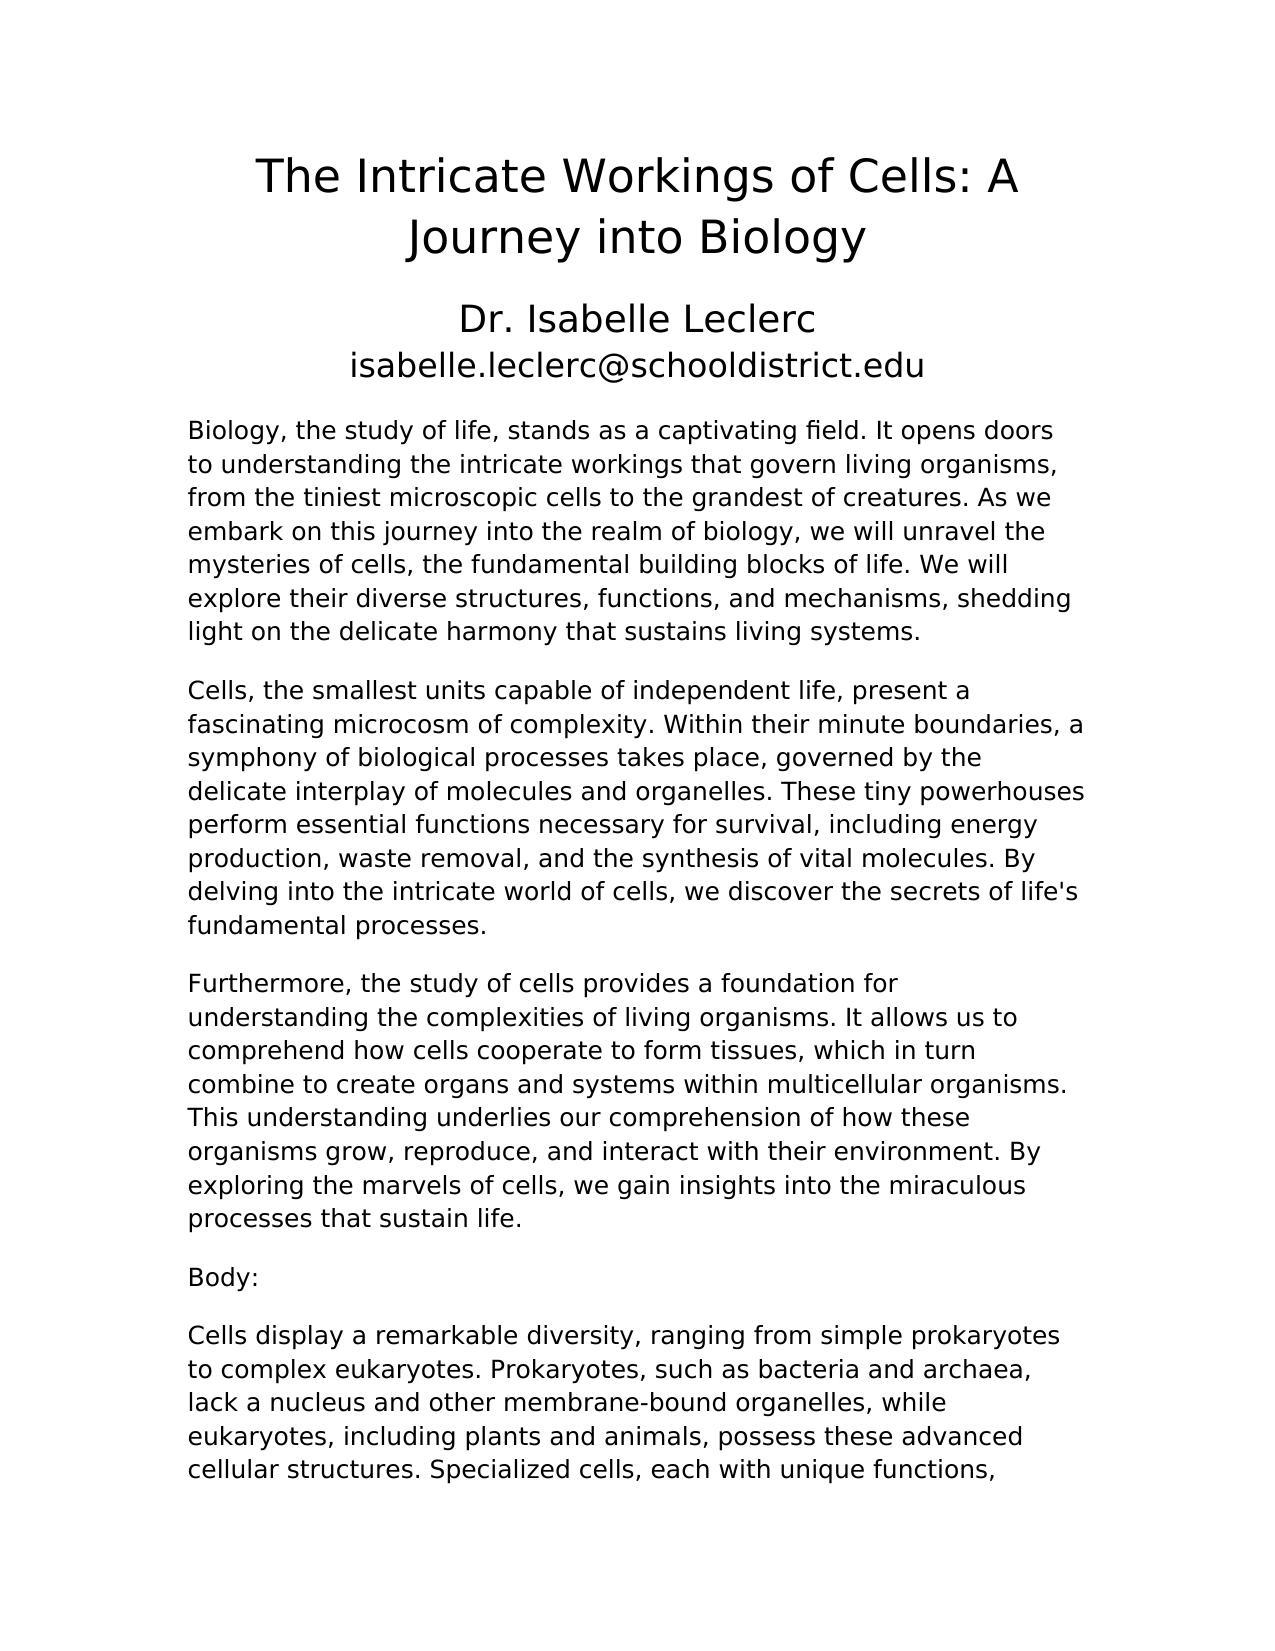 The Intricate Workings of Cells: A
Journey into Biology
Dr. Isabelle Leclerc
isabelle.leclerc@schooldistrict.edu
Biology, the study of life, stands as a captivating field. It opens doors
to understanding the intricate workings that govern living organisms,
from the tiniest microscopic cells to the grandest of creatures. As we
embark on this journey into the realm of biology, we will unravel the
mysteries of cells, the fundamental building blocks of life. We will
explore their diverse structures, functions, and mechanisms, shedding
light on the delicate harmony that sustains living systems.
Cells, the smallest units capable of independent life, present a
fascinating microcosm of complexity. Within their minute boundaries, a
symphony of biological processes takes place, governed by the
delicate interplay of molecules and organelles. These tiny powerhouses
perform essential functions necessary for survival, including energy
production, waste removal, and the synthesis of vital molecules. By
delving into the intricate world of cells, we discover the secrets of life's
fundamental processes.
Furthermore, the study of cells provides a foundation for
understanding the complexities of living organisms. It allows us to
comprehend how cells cooperate to form tissues, which in turn
combine to create organs and systems within multicellular organisms.
This understanding underlies our comprehension of how these
organisms grow, reproduce, and interact with their environment. By
exploring the marvels of cells, we gain insights into the miraculous
processes that sustain life.
Body:
Cells display a remarkable diversity, ranging from simple prokaryotes
to complex eukaryotes. Prokaryotes, such as bacteria and archaea,
lack a nucleus and other membrane-bound organelles, while
eukaryotes, including plants and animals, possess these advanced
cellular structures. Specialized cells, each with unique functions,